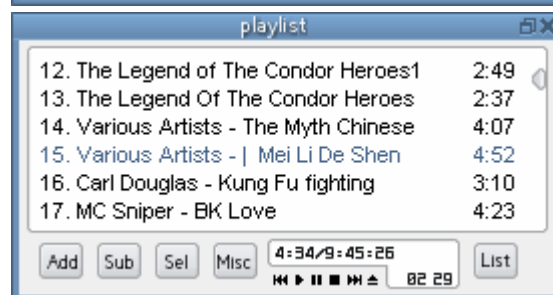 playlist
12. The Legend of The Condor Heroes1 2:49
13. The Legend Of The Condor Heroes 2:37
14. Various Artists - The Myth Chinese 4:07
15. Various Artists - | Mei Li De Shen 4:52
16. Carl Douglas - Kung Fu fighting 3:10
17. MC Sniper - BK Love 4:23
Add Sub Sel Misc 4:34/9:45:26 List
02 29